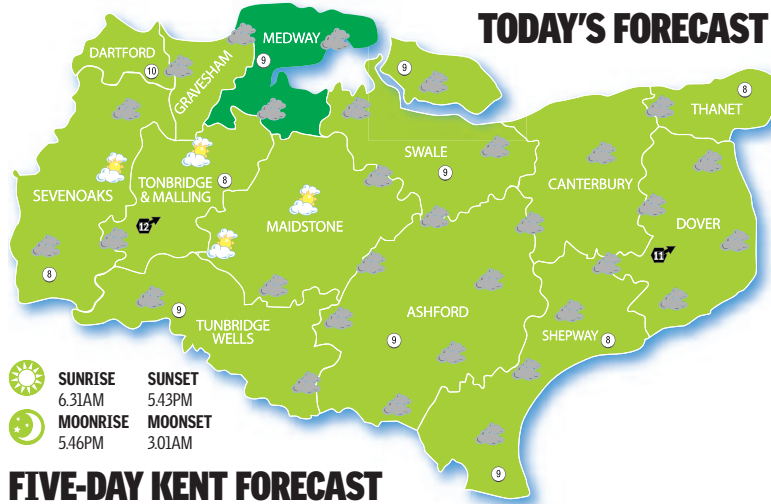 TODAY'S FORECAST
MEDWAY
DARTFORD
10
GRAVESHAM
9
9
8
THANET
SWALE
9
CANTERBURY
SEVENOAKS
TONBRIDGE
& MALLING
8
12
MAIDSTONE
DOVER
11
8
9
TUNBRIDGE
WELLS
ASHFORD
9
SHEPWAY
8
9
SUNRISE
6.31AM
SUNSET
5.43PM
MOONRISE
5.46PM
MOONSET
3.01AM
FIVE-DAY KENT FORECAST